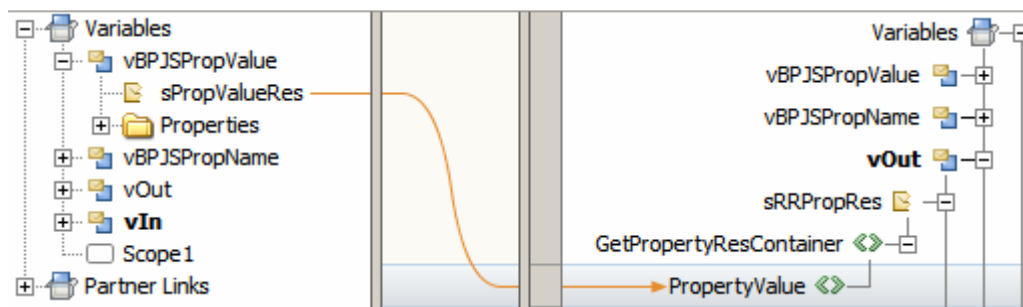 Variables
vBPJSPropValue
sPropValueRes
Properties
vBPJSPropName
vOut
vIn
Scope1
Partner Links
Variables
vBPJSPropValue
vBPJSPropName
vOut
sRRPropRes
GetPropertyResContainer
PropertyValue